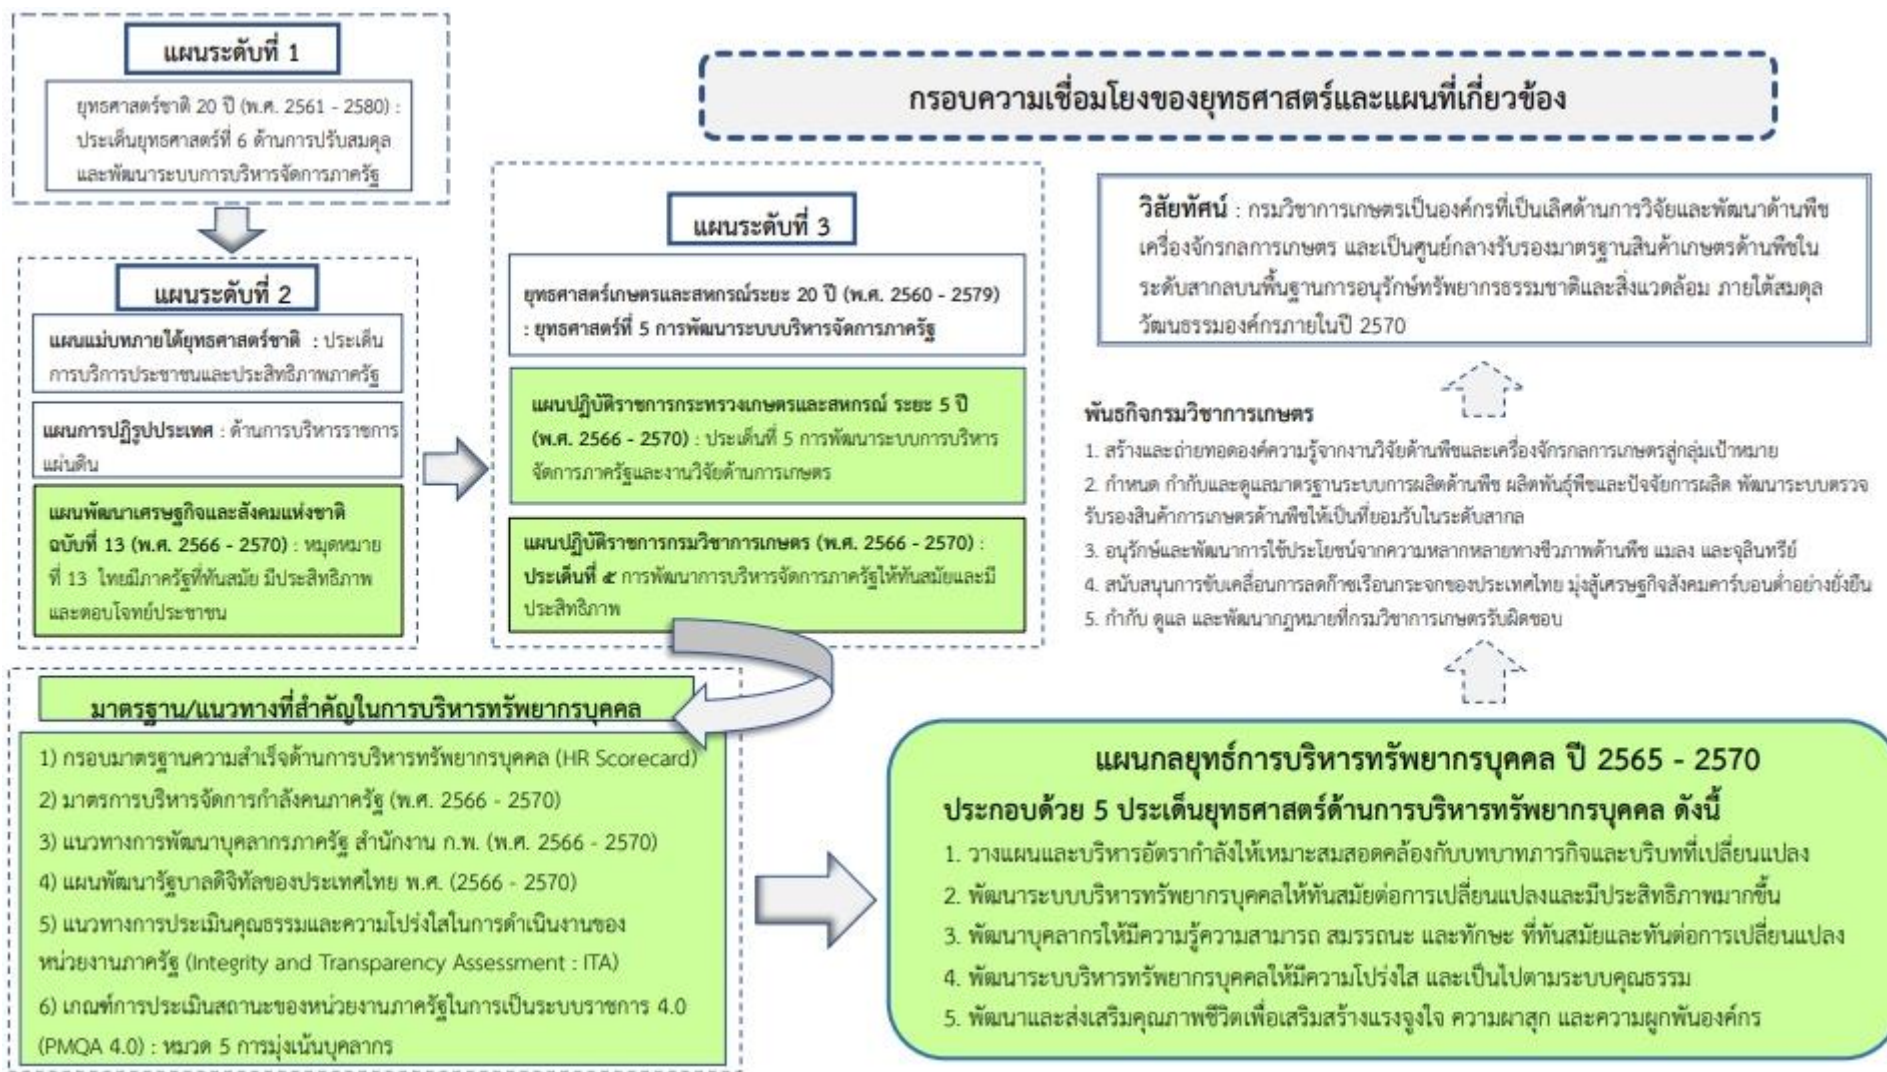 แผนระดับที่ 1
ยุทธศาสตร์ชาติ 20 ปี (พ.ศ. 2561 - 2580) :
ประเด็นยุทธศาสตร์ที่ 6 ด้านการปรับสมดุล
และพัฒนาระบบการบริหารจัดการภาครัฐ
กรอบความเชื่อมโยงของยุทธศาสตร์และแผนที่เกี่ยวข้อง
แผนระดับที่ 2
แผนแม่บทภายใต้ยุทธศาสตร์ชาติ : ประเด็น
การบริการประชาชนและประสิทธิภาพภาครัฐ
แผนการปฏิรูปประเทศ : ด้านการบริหารราชการ
แผ่นดิน
แผนพัฒนาเศรษฐกิจและสังคมแห่งชาติ
ฉบับที่ 13 (พ.ศ. 2566 - 2570) : หมุดหมาย
ที่ 13 ไทยมีภาครัฐที่ทันสมัย มีประสิทธิภาพ
และตอบโจทย์ประชาชน
แผนระดับที่ 3
ยุทธศาสตร์เกษตรและสหกรณ์ระยะ 20 ปี (พ.ศ. 2560 - 2579)
: ยุทธศาสตร์ที่ 5 การพัฒนาระบบบริหารจัดการภาครัฐ
แผนปฏิบัติราชการกระทรวงเกษตรและสหกรณ์ ระยะ 5 ปี
(พ.ศ. 2566 - 2570) : ประเด็นที่ 5 การพัฒนาระบบการบริหาร
จัดการภาครัฐและงานวิจัยด้านการเกษตร
แผนปฏิบัติราชการกรมวิชาการเกษตร (พ.ศ. 2566 - 2570) :
ประเด็นที่ ๕ การพัฒนาการบริหารจัดการภาครัฐให้ทันสมัยและมี
ประสิทธิภาพ
วิสัยทัศน์ : กรมวิชาการเกษตรเป็นองค์กรที่เป็นเลิศด้านการวิจัยและพัฒนาด้านพืช
เครื่องจักรกลการเกษตร และเป็นศูนย์กลางรับรองมาตรฐานสินค้าเกษตรด้านพืชใน
ระดับสากลบนพื้นฐานการอนุรักษ์ทรัพยากรธรรมชาติและสิ่งแวดล้อม ภายใต้สมดุล
วัฒนธรรมองค์กรภายในปี 2570
พันธกิจกรมวิชาการเกษตร
1. สร้างและถ่ายทอดองค์ความรู้จากงานวิจัยด้านพืชและเครื่องจักรกลการเกษตรสู่กลุ่มเป้าหมาย
2. กำหนด กำกับและดูแลมาตรฐานระบบการผลิตด้านพืช ผลิตพันธุ์พืชและปัจจัยการผลิต พัฒนาระบบตรวจ
รับรองสินค้าการเกษตรด้านพืชให้เป็นที่ยอมรับในระดับสากล
3. อนุรักษ์และพัฒนาการใช้ประโยชน์จากความหลากหลายทางชีวภาพด้านพืช แมลง และจุลินทรีย์
4. สนับสนุนการขับเคลื่อนการลดก๊าซเรือนกระจกของประเทศไทย มุ่งสู้เศรษฐกิจสังคมคาร์บอนต่ำอย่างยั่งยืน
5. กำกับ ดูแล และพัฒนากฎหมายที่กรมวิชาการเกษตรรับผิดชอบ
มาตรฐาน/แนวทางที่สำคัญในการบริหารทรัพยากรบุคคล
1) กรอบมาตรฐานความสำเร็จด้านการบริหารทรัพยากรบุคคล (HR Scorecard)
2) มาตรการบริหารจัดการกำลังคนภาครัฐ (พ.ศ. 2566 - 2570)
3) แนวทางการพัฒนาบุคลากรภาครัฐ สำนักงาน ก.พ. (พ.ศ. 2566 - 2570)
4) แผนพัฒนารัฐบาลดิจิทัลของประเทศไทย พ.ศ. (2566 - 2570)
5) แนวทางการประเมินคุณธรรมและความโปร่งใสในการดำเนินงานของ
หน่วยงานภาครัฐ (Integrity and Transparency Assessment : ITA)
6) เกณฑ์การประเมินสถานะของหน่วยงานภาครัฐในการเป็นระบบราชการ 4.0
(PMQA 4.0) : หมวด 5 การมุ่งเน้นบุคลากร
แผนกลยุทธ์การบริหารทรัพยากรบุคคล ปี 2565 - 2570
ประกอบด้วย 5 ประเด็นยุทธศาสตร์ด้านการบริหารทรัพยากรบุคคล ดังนี้
1. วางแผนและบริหารอัตรากำลังให้เหมาะสมสอดคล้องกับบทบาทภารกิจและบริบทที่เปลี่ยนแปลง
2. พัฒนาระบบบริหารทรัพยากรบุคคลให้ทันสมัยต่อการเปลี่ยนแปลงและมีประสิทธิภาพมากขึ้น
3. พัฒนาบุคลากรให้มีความรู้ความสามารถ สมรรถนะ และทักษะ ที่ทันสมัยและทันต่อการเปลี่ยนแปลง
4. พัฒนาระบบบริหารทรัพยากรบุคคลให้มีความโปร่งใส และเป็นไปตามระบบคุณธรรม
5. พัฒนาและส่งเสริมคุณภาพชีวิตเพื่อเสริมสร้างแรงจูงใจ ความผาสุก และความผูกพันองค์กร